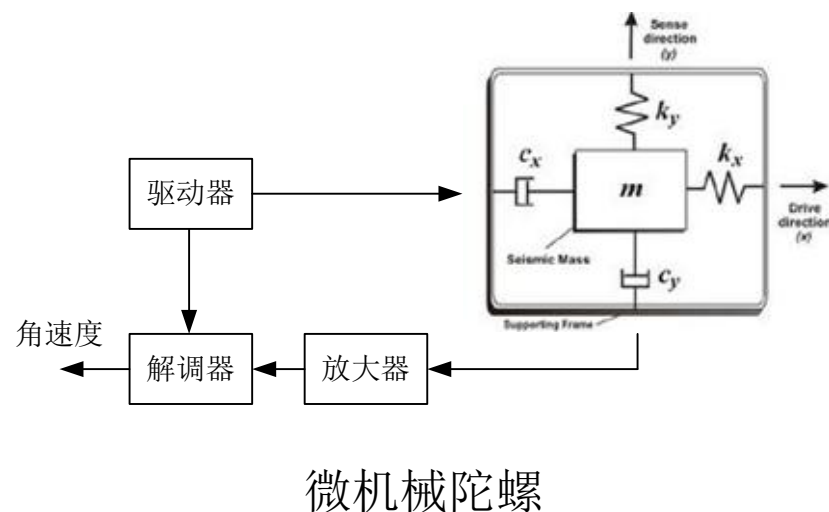 Sense
direction
(y)
k_y
c_x
k_x
m
驱动器
Drive
direction
(x)
Seismic Mass
c_y
Supporting Frame
角速度
解调器
放大器
微机械陀螺